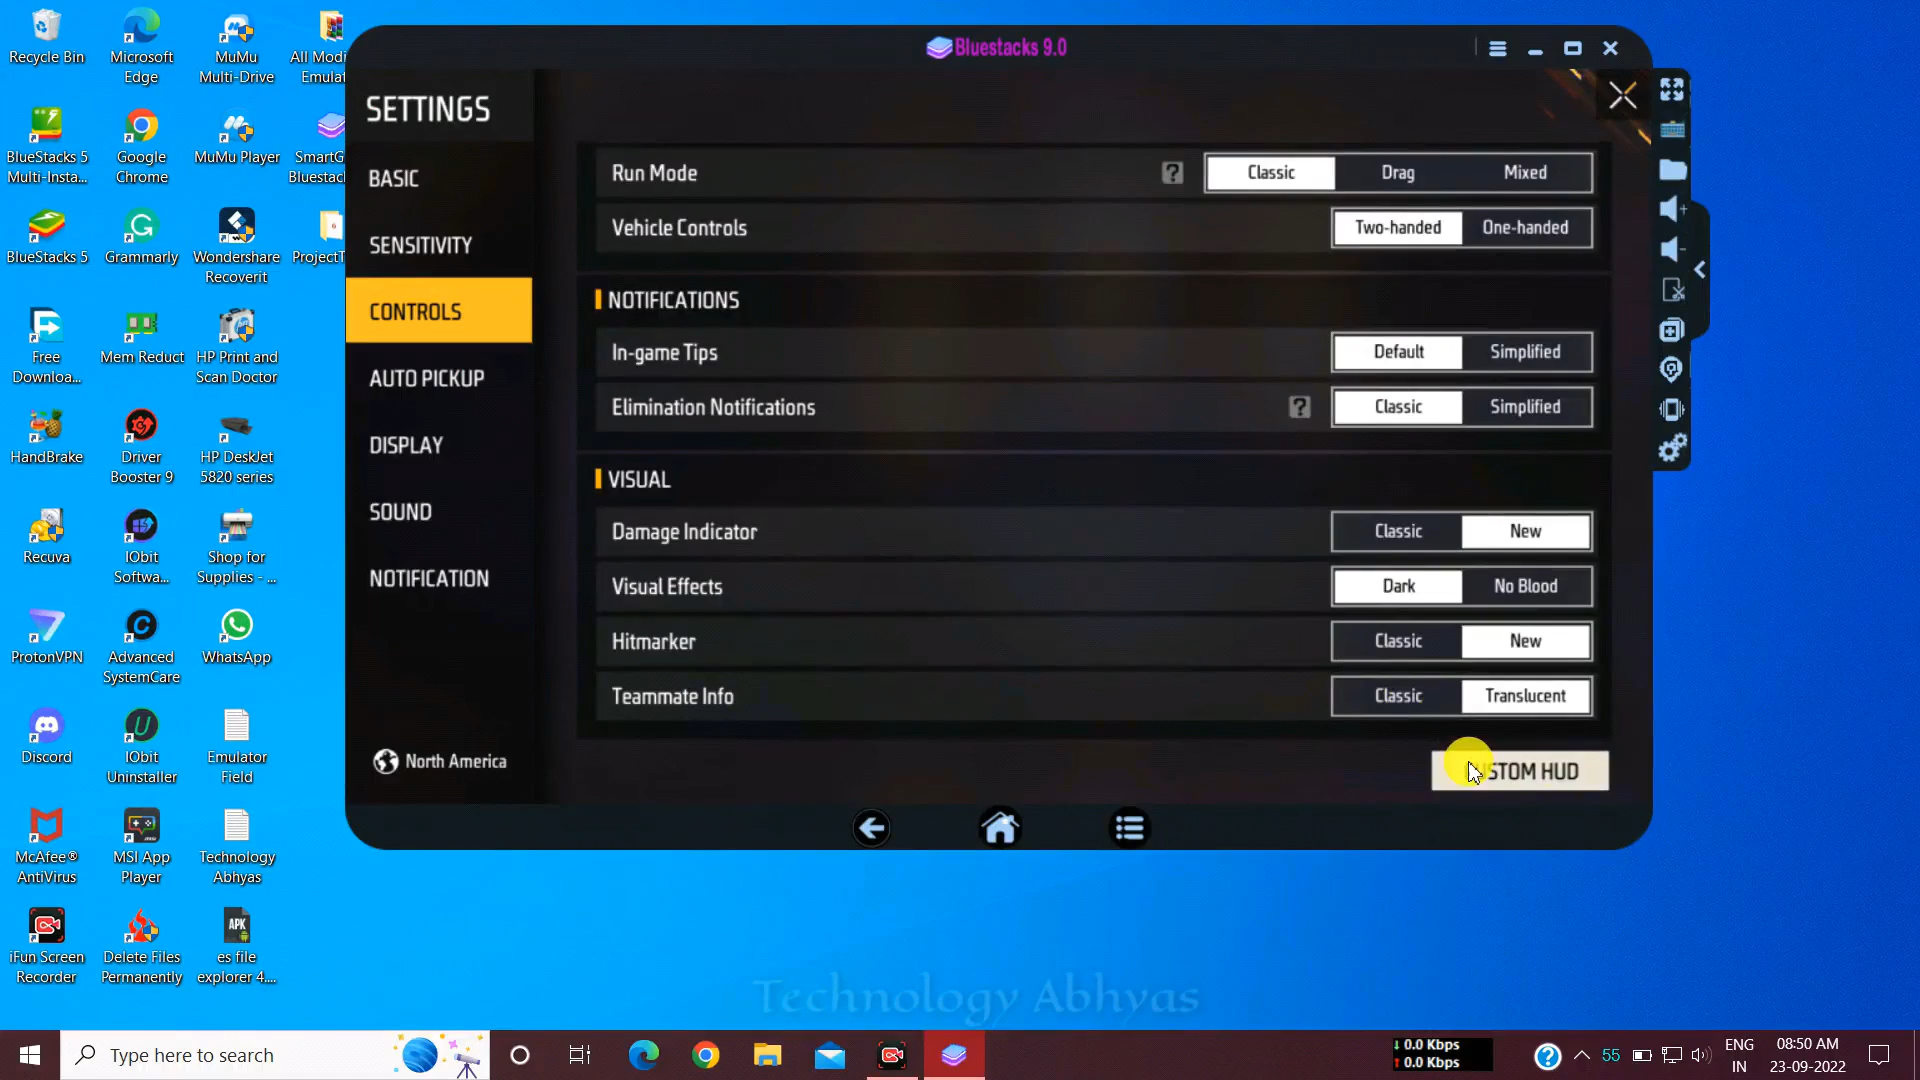 Recycle Bin
Microsoft
Edge
MuMu
Multi-Drive
All Modi
Emulat
BlueStacks 5
Multi-Insta...
Google
Chrome
MuMu Player
SmartG
Bluestac
BlueStacks 5
Grammarly
Wondershare
Recoverit
ProjectT
Free
Downloa...
Mem Reduct
HP Print and
Scan Doctor
HandBrake
Driver
Booster 9
HP DeskJet
5820 series
Recuva
IObit
Softwa...
Shop for
Supplies - ...
ProtonVPN
Advanced
SystemCare
WhatsApp
Discord
IObit
Uninstaller
Emulator
Field
McAfee®
AntiVirus
MSI App
Player
Technology
Abhyas
iFun Screen
Recorder
Delete Files
Permanently
APK
es file
explorer 4....
Bluestacks 9.0
SETTINGS
BASIC
SENSITIVITY
CONTROLS
AUTO PICKUP
DISPLAY
SOUND
NOTIFICATION
North America
Run Mode ? Classic Drag Mixed
Vehicle Controls Two-handed One-handed
NOTIFICATIONS
In-game Tips Default Simplified
Elimination Notifications ? Classic Simplified
VISUAL
Damage Indicator Classic New
Visual Effects Dark No Blood
Hitmarker Classic New
Teammate Info Classic Translucent
USTOM HUD
Technology Abhyas
Type here to search
0.0 Kbps
0.0 Kbps
55
ENG
IN
08:50 AM
23-09-2022